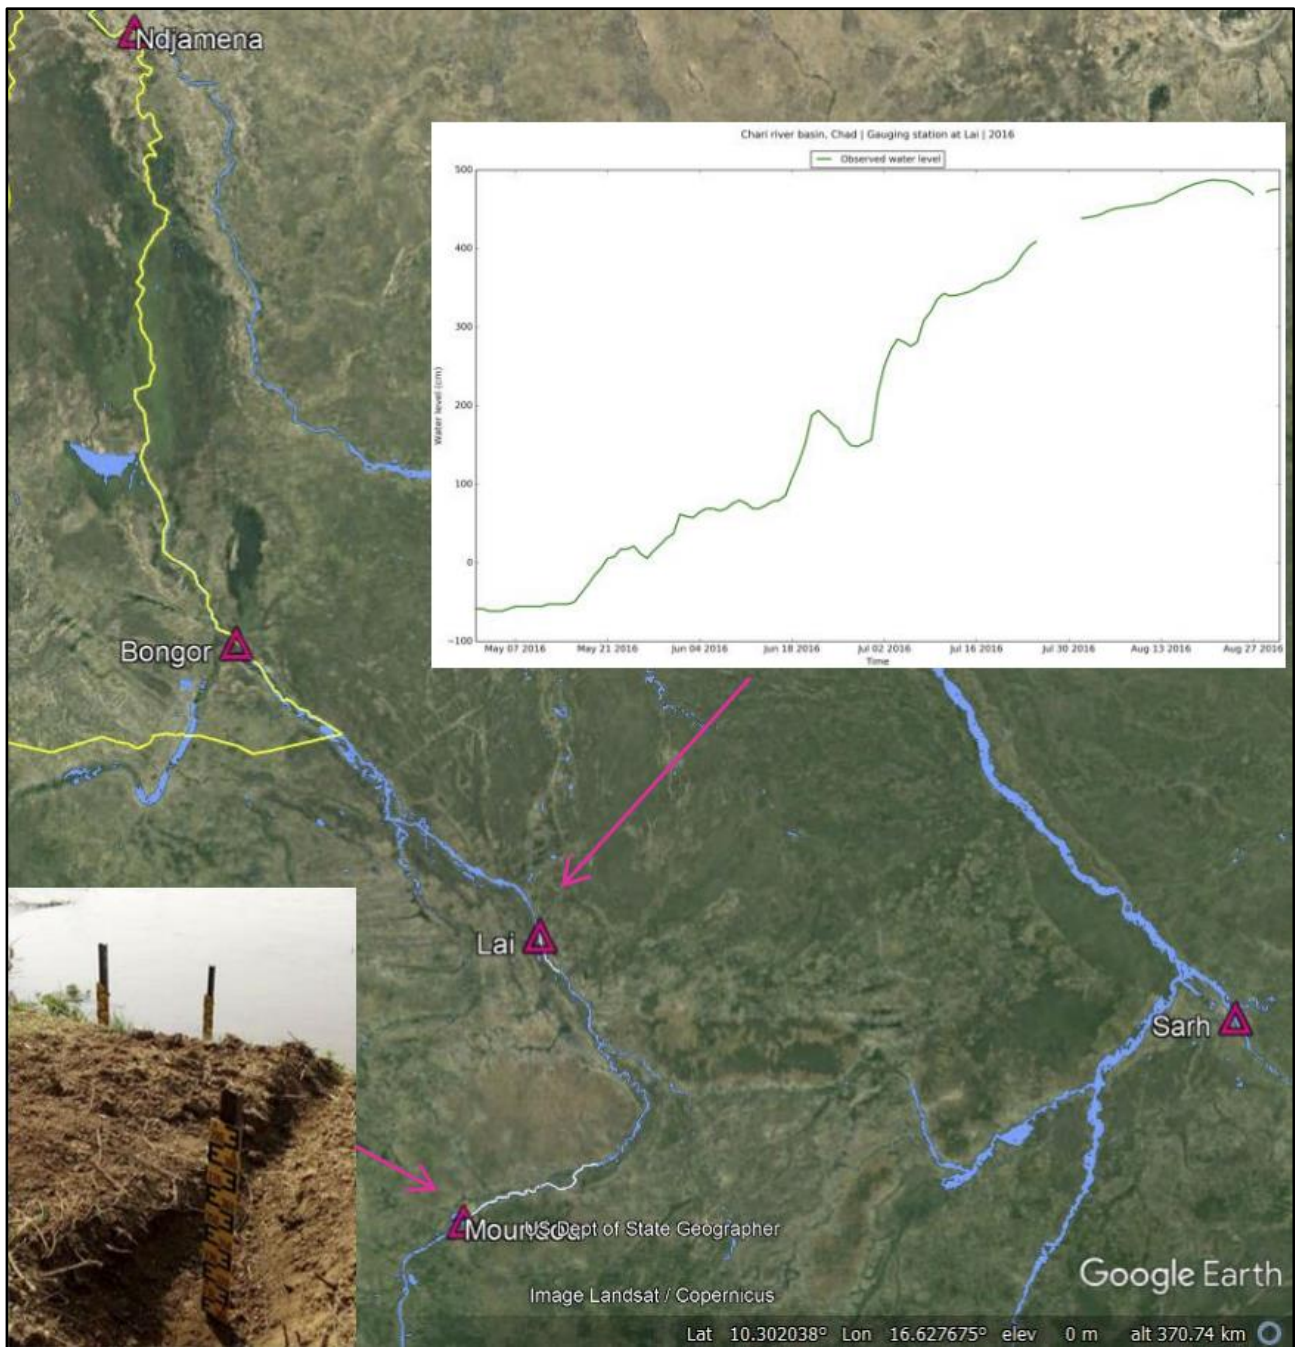 Ndjamena
Chari river basin, Chad | Gauging station at Lai | 2016
Observed water level
500
400
300
200
100
0
−100
Water level (cm)
May 07 2016 May 21 2016 Jun 04 2016 Jun 18 2016 Jul 02 2016 Jul 16 2016 Jul 30 2016 Aug 13 2016 Aug 27 2016
Time
Bongor
Lai
Sarh
US Dept of State Geographer
Google Earth
Image Landsat / Copernicus
Lat 10.302038° Lon 16.627675° elev 0 m alt 370.74 km